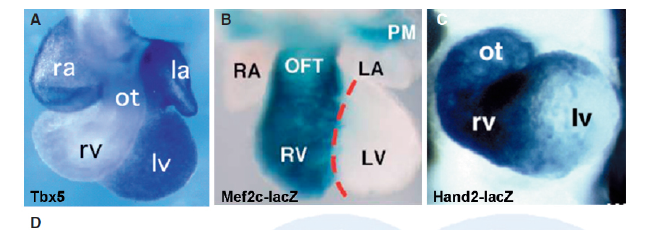 A
ra
la
ot
rv
lv
Tbx5
B
PM
RA
OFT
LA
RV
LV
Mef2c-lacZ
C
ot
rv
lv
Hand2-lacZ
D